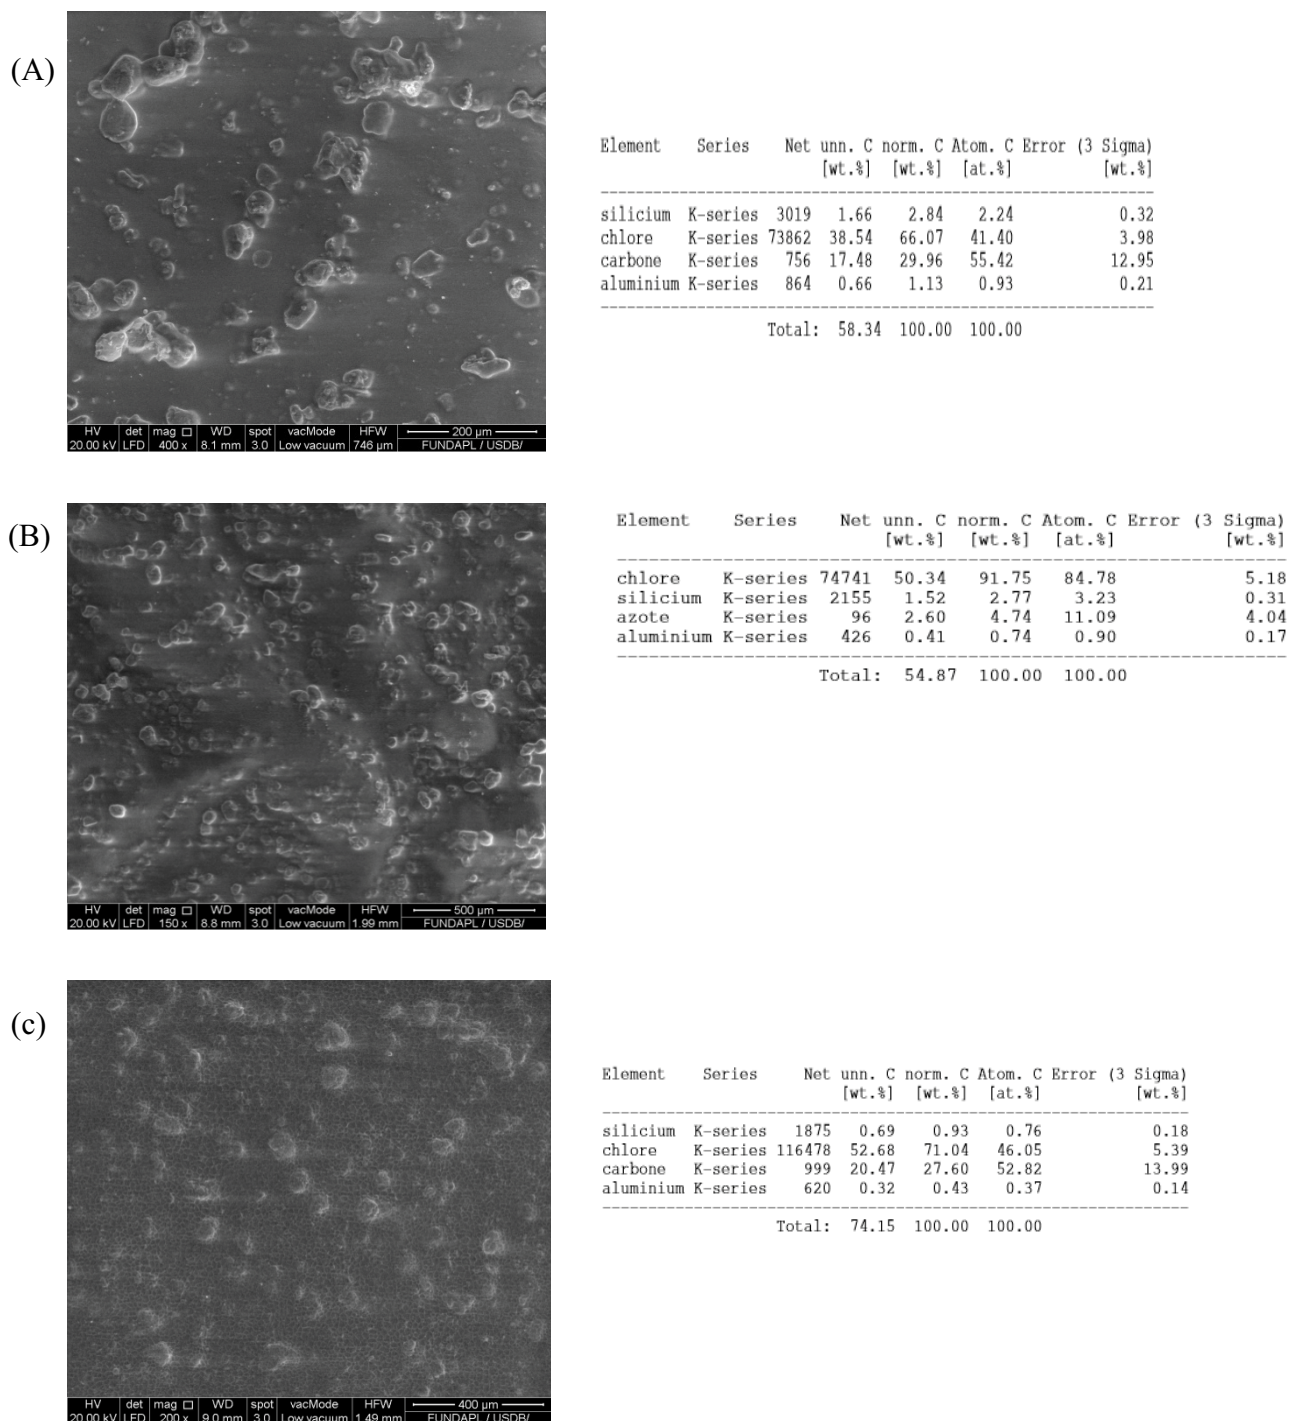 (A)
HV det mag □ WD spot vacMode HFW 200 µm
20.00 kV LFD 400 x 8.1 mm 3.0 Low vacuum 746 µm FUNDAPL / USDB/
Element Series Net unn. C norm. C Atom. C Error (3 Sigma)
[wt.%] [wt.%] [at.%] [wt.%]
silicium K-series 3019 1.66 2.84 2.24 0.32
chlore K-series 73862 38.54 66.07 41.40 3.98
carbone K-series 756 17.48 29.96 55.42 12.95
aluminium K-series 864 0.66 1.13 0.93 0.21
Total: 58.34 100.00 100.00
(B)
HV det mag □ WD spot vacMode HFW 500 µm
20.00 kV LFD 150 x 8.8 mm 3.0 Low vacuum 1.99 mm FUNDAPL / USDB/
Element Series Net unn. C norm. C Atom. C Error (3 Sigma)
[wt.%] [wt.%] [at.%] [wt.%]
chlore K-series 74741 50.34 91.75 84.78 5.18
silicium K-series 2155 1.52 2.77 3.23 0.31
azote K-series 96 2.60 4.74 11.09 4.04
aluminium K-series 426 0.41 0.74 0.90 0.17
Total: 54.87 100.00 100.00
(c)
HV det mag □ WD spot vacMode HFW 400 µm
20.00 kV LFD 200 x 9.0 mm 3.0 Low vacuum 1.49 mm FUNDAPL / USDB/
Element Series Net unn. C norm. C Atom. C Error (3 Sigma)
[wt.%] [wt.%] [at.%] [wt.%]
silicium K-series 1875 0.69 0.93 0.76 0.18
chlore K-series 116478 52.68 71.04 46.05 5.39
carbone K-series 999 20.47 27.60 52.82 13.99
aluminium K-series 620 0.32 0.43 0.37 0.14
Total: 74.15 100.00 100.00